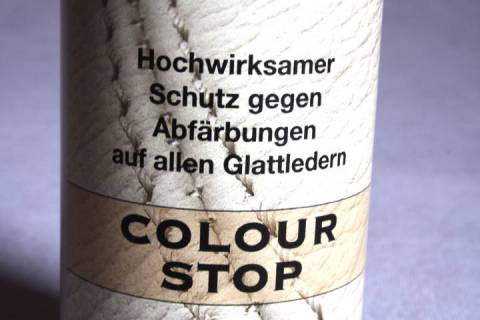 Hochwirksamer
Schutz gegen
Abfärbungen
auf allen Glattledern
COLOUR
STOP